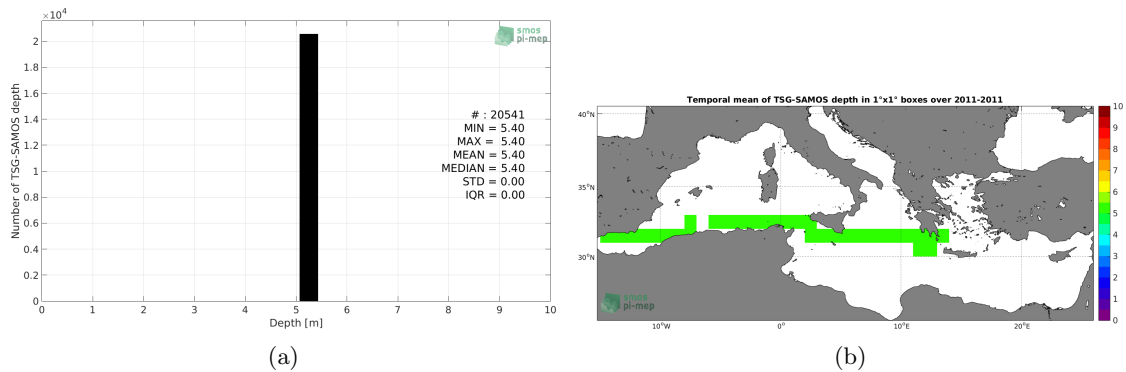 ×10⁴
2
1.8
1.6
1.4
1.2
1
0.8
0.6
0.4
0.2
0
Number of TSG-SAMOS depth
0 1 2 3 4 5 6 7 8 9 10
Depth [m]
smos
pi-mep
# : 20541
MIN = 5.40
MAX = 5.40
MEAN = 5.40
MEDIAN = 5.40
STD = 0.00
IQR = 0.00
(a)
Temporal mean of TSG-SAMOS depth in 1°x1° boxes over 2011-2011
40°N
35°N
30°N
10°W 0° 10°E 20°E
smos
pi-mep
10
9
8
7
6
5
4
3
2
1
0
(b)